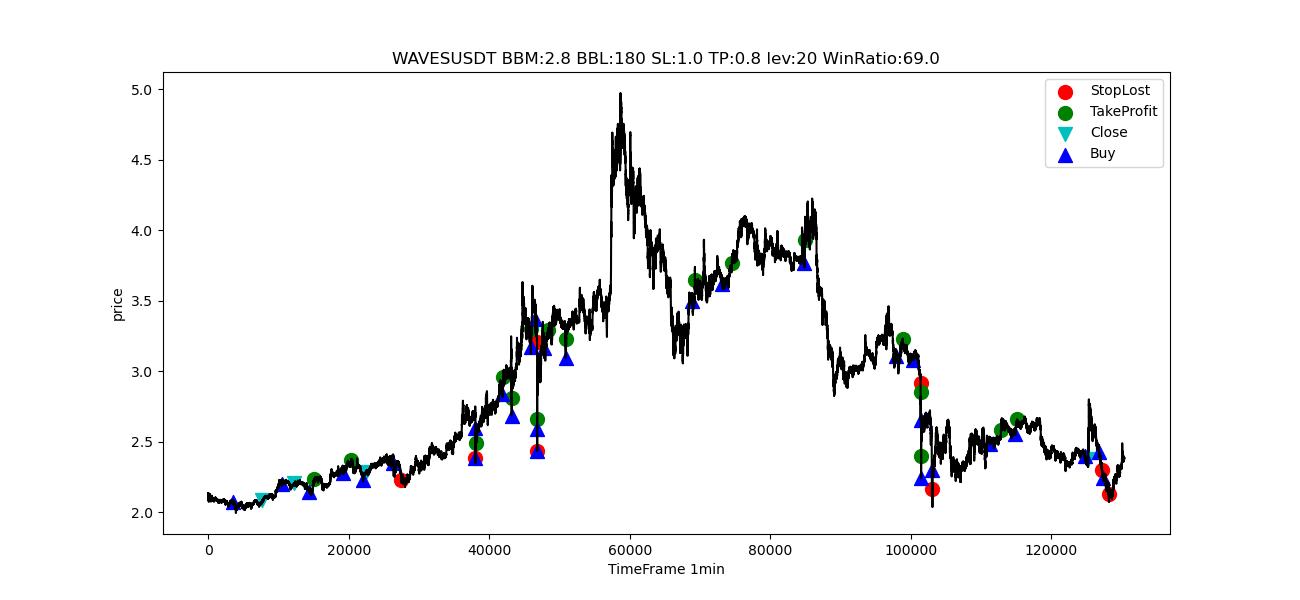 WAVESUSDT BBM:2.8 BBL:180 SL:1.0 TP:0.8 lev:20 WinRatio:69.0
StopLost
TakeProfit
Close
Buy
5.0
4.5
4.0
3.5
3.0
2.5
2.0
price
0 20000 40000 60000 80000 100000 120000
TimeFrame 1min